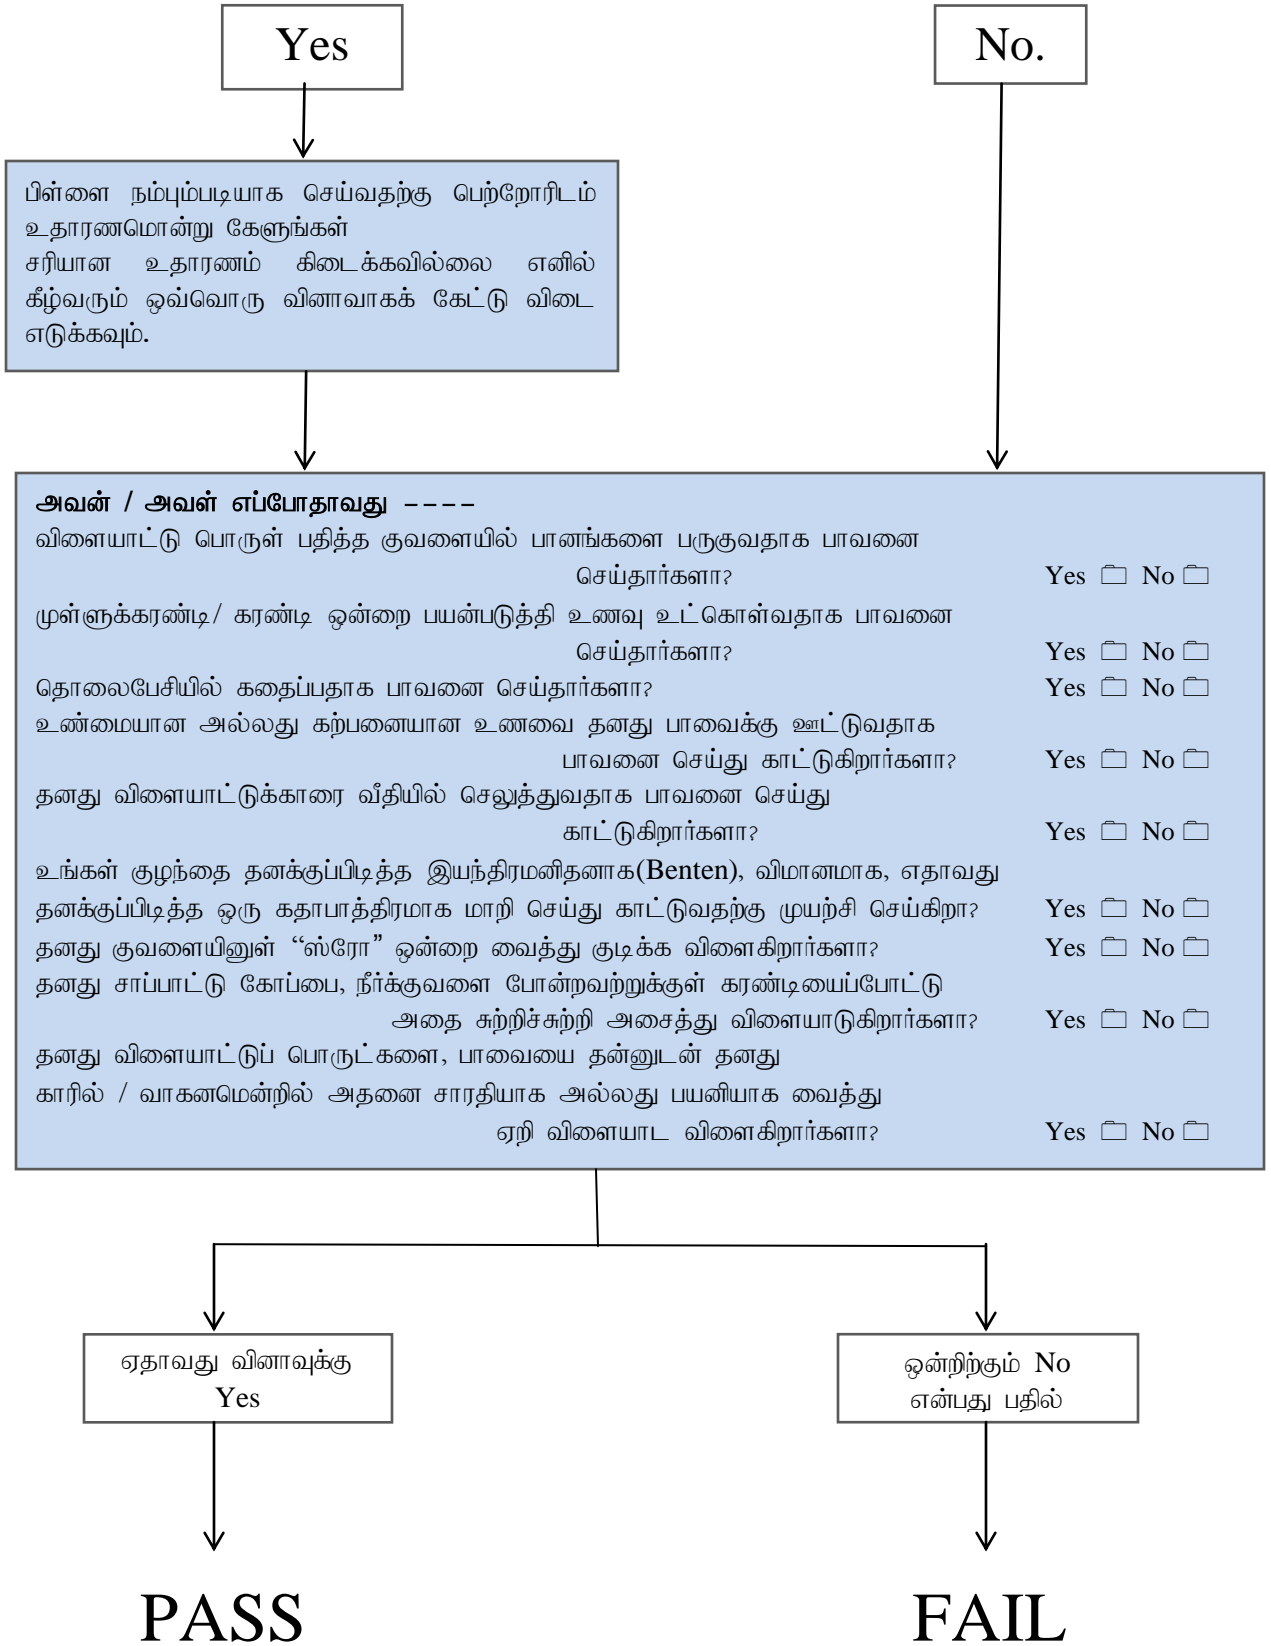 Yes
No.
பிள்ளை நம்பும்படியாக செய்வதற்கு பெற்றோரிடம்
உதாரணமொன்று கேளுங்கள்
சரியான உதாரணம் கிடைக்கவில்லை எனில்
கீழ்வரும் ஒவ்வொரு வினாவாகக் கேட்டு விடை
எடுக்கவும்.
அவன் / அவள் எப்போதாவது ----
விளையாட்டு பொருள் பதித்த குவளையில் பானங்களை பருகுவதாக பாவனை
செய்தார்களா? Yes No
முள்ளுக்கரண்டி/ கரண்டி ஒன்றை பயன்படுத்தி உணவு உட்கொள்வதாக பாவனை
செய்தார்களா? Yes No
தொலைபேசியில் கதைப்பதாக பாவனை செய்தார்களா? Yes No
உண்மையான அல்லது கற்பனையான உணவை தனது பாவைக்கு ஊட்டுவதாக
பாவனை செய்து காட்டுகிறார்களா? Yes No
தனது விளையாட்டுக்காரை வீதியில் செலுத்துவதாக பாவனை செய்து
காட்டுகிறார்களா? Yes No
உங்கள் குழந்தை தனக்குப்பிடித்த இயந்திரமனிதனாக(Benten), விமானமாக, எதாவது
தனக்குப்பிடித்த ஒரு கதாபாத்திரமாக மாறி செய்து காட்டுவதற்கு முயற்சி செய்கிறா? Yes No
தனது குவளையினுள் “ஸ்ரோ” ஒன்றை வைத்து குடிக்க விளைகிறார்களா? Yes No
தனது சாப்பாட்டு கோப்பை, நீர்க்குவளை போன்றவற்றுக்குள் கரண்டியைப்போட்டு
அதை சுற்றிச்சுற்றி அசைத்து விளையாடுகிறார்களா? Yes No
தனது விளையாட்டுப் பொருட்களை, பாவையை தன்னுடன் தனது
காரில் / வாகனமென்றில் அதனை சாரதியாக அல்லது பயனியாக வைத்து
ஏறி விளையாட விளைகிறார்களா? Yes No
ஏதாவது வினாவுக்கு
Yes
ஒன்றிற்கும் No
என்பது பதில்
PASS
FAIL